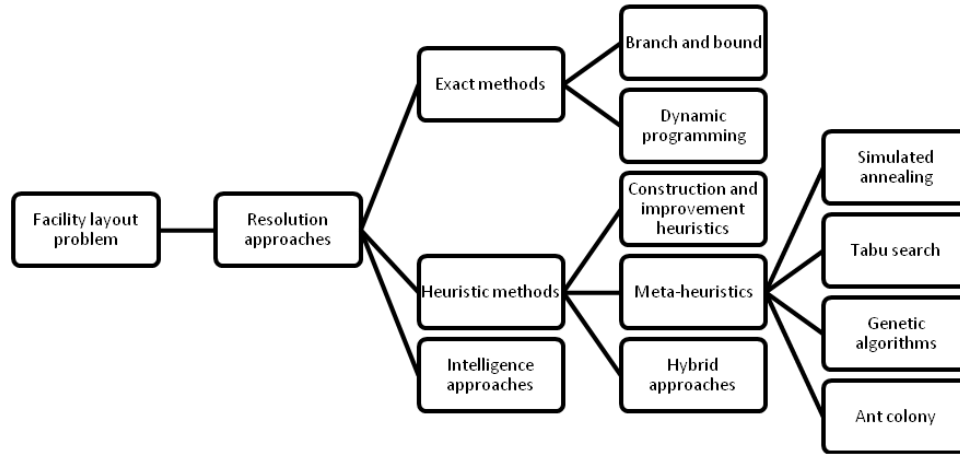 Facility layout
problem
Resolution
approaches
Exact methods
Branch and bound
Dynamic
programming
Heuristic methods
Construction and
improvement
heuristics
Meta-heuristics
Simulated
annealing
Tabu search
Genetic
algorithms
Ant colony
Hybrid
approaches
Intelligence
approaches